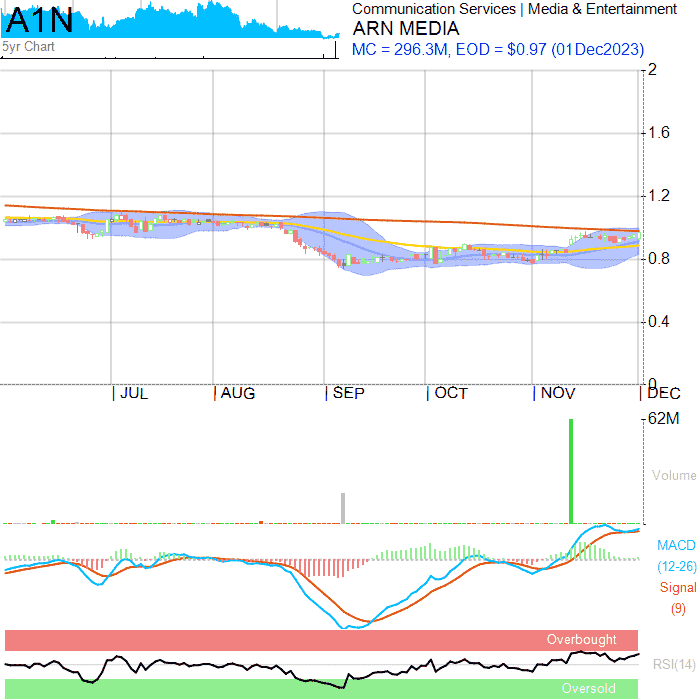 A1N
5yr Chart
Communication Services | Media & Entertainment
ARN MEDIA
MC = 296.3M, EOD = $0.97 (01Dec2023)
2
1.6
1.2
0.8
0.4
0
| JUL | AUG | SEP | OCT | NOV | DEC
62M
Volume
MACD
(12-26)
Signal
(9)
Overbought
RSI(14)
Oversold